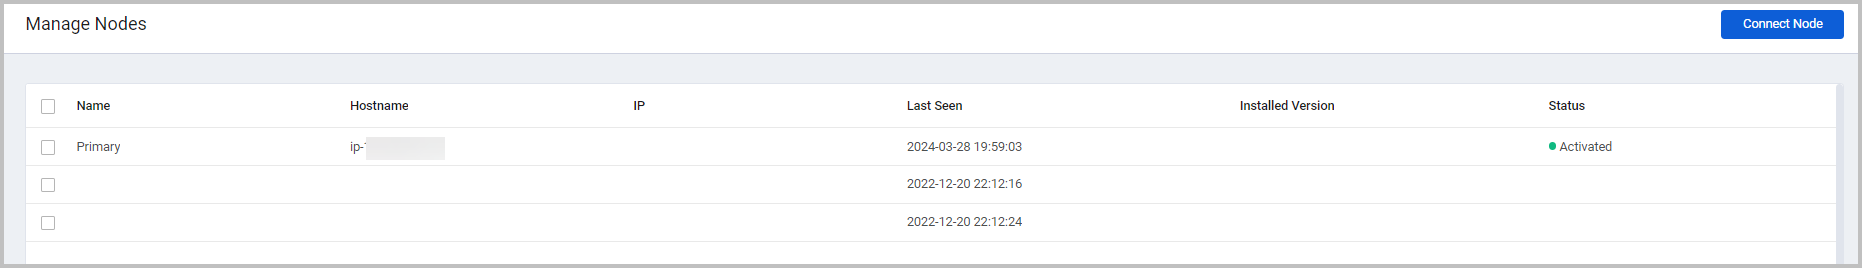 Manage Nodes
Connect Node
Name Hostname IP Last Seen Installed Version Status
Primary ip- 2024-03-28 19:59:03 Activated
2022-12-20 22:12:16
2022-12-20 22:12:24